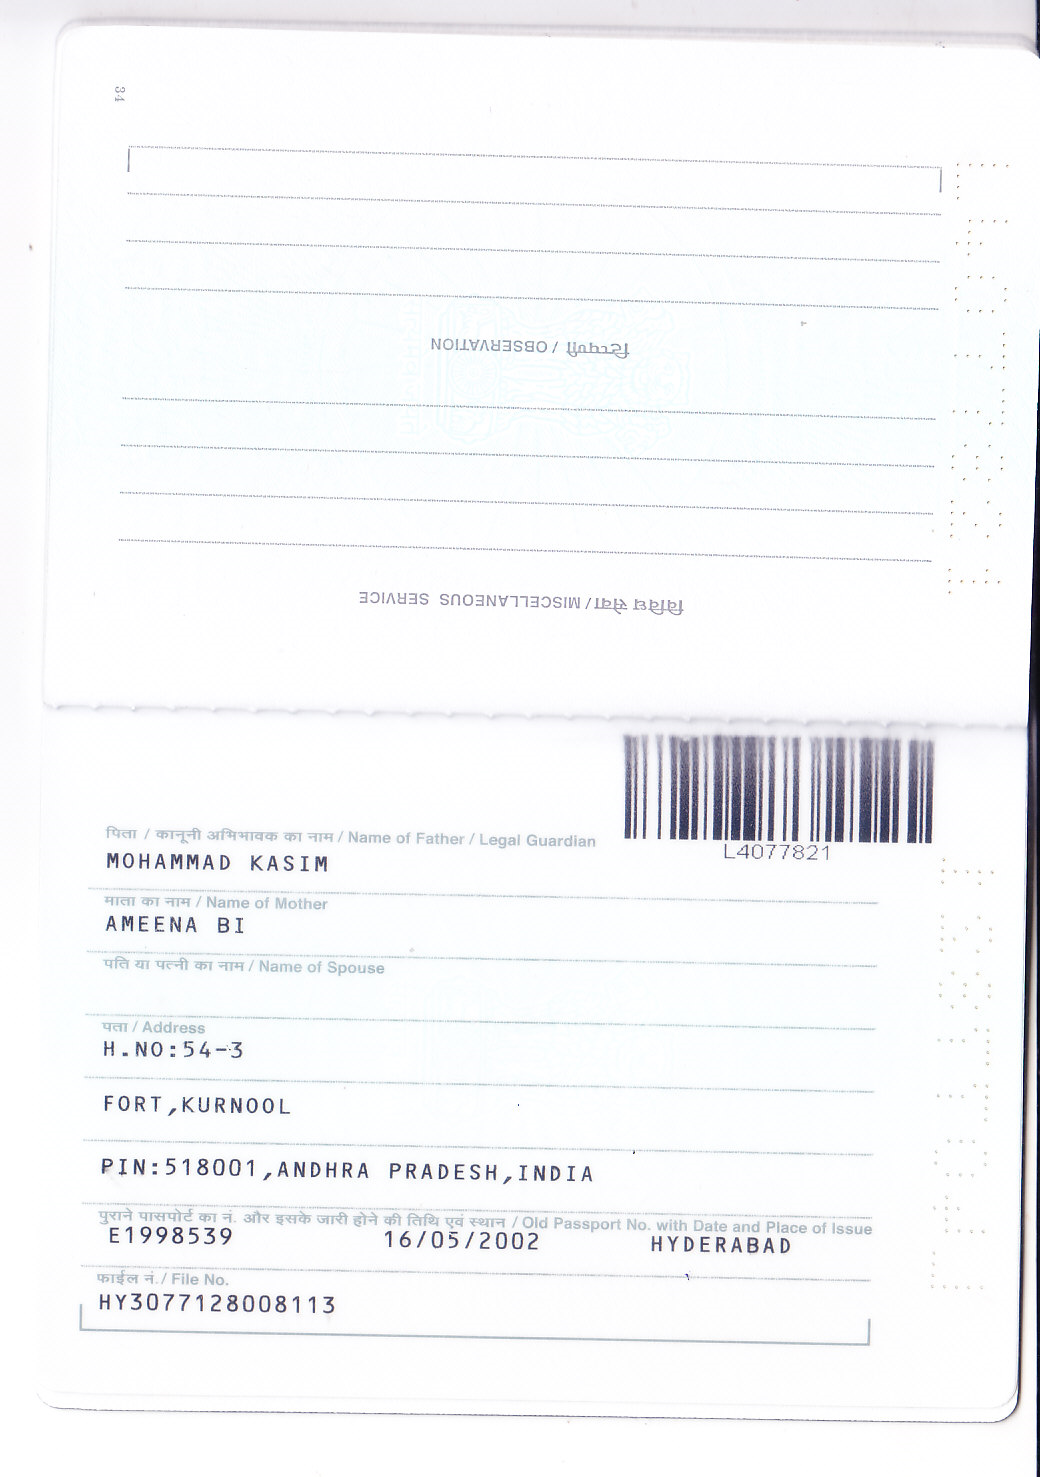 34
टिप्पणी / OBSERVATION
विविध सेवा / MISCELLANEOUS SERVICE
L4077821
पिता / कानूनी अभिभावक का नाम / Name of Father / Legal Guardian
MOHAMMAD KASIM
माता का नाम / Name of Mother
AMEENA BI
पति या पत्नी का नाम / Name of Spouse
पता / Address
H.NO:54-3
FORT,KURNOOL
PIN:518001,ANDHRA PRADESH,INDIA
पुराने पासपोर्ट का नं. और इसके जारी होने की तिथि एवं स्थान / Old Passport No. with Date and Place of Issue
E1998539 16/05/2002 HYDERABAD
फाईल नं. / File No.
HY3077128008113